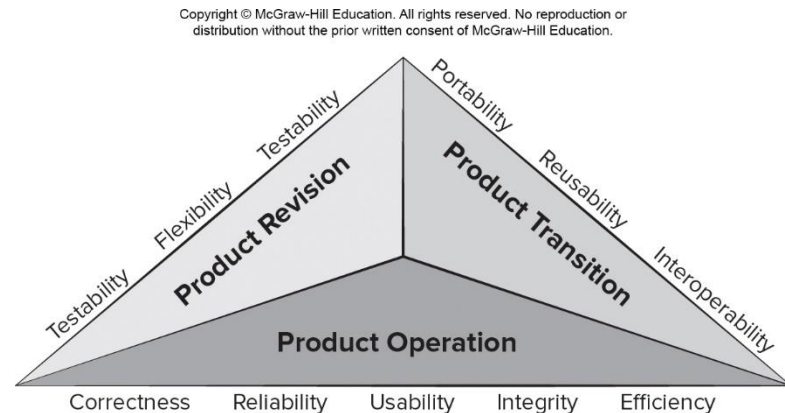 Copyright © McGraw-Hill Education. All rights reserved. No reproduction or
distribution without the prior written consent of McGraw-Hill Education.
Testability
Flexibility
Testability
Product Revision
Portability
Reusability
Interoperability
Product Transition
Product Operation
Correctness Reliability Usability Integrity Efficiency